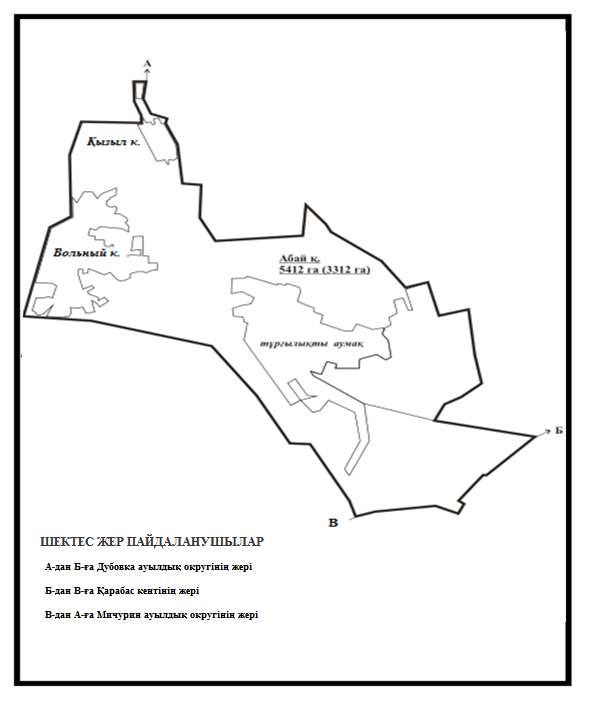 А
Қызыл к.
Вольный к.
Абай қ.
5412 га (3312 га)
тұрғылықты аумақ
Б
В
ШЕКТЕС ЖЕР ПАЙДАЛАНУШЫЛАР
А-дан Б-ға Дубовка ауылдық округінің жері
Б-дан В-ға Қарабас кентінің жері
В-дан А-ға Мичурин ауылдық округінің жері